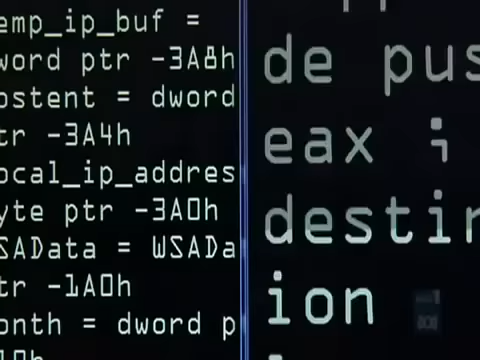 emp_ip_buf =
word ptr -3A8h
ostent = dword
tr -3A4h
ocal_ip_addres
yte ptr -3A0h
SAData = WSADa
tr -1A0h
onth = dword p
de pus
eax ;
destin
ion